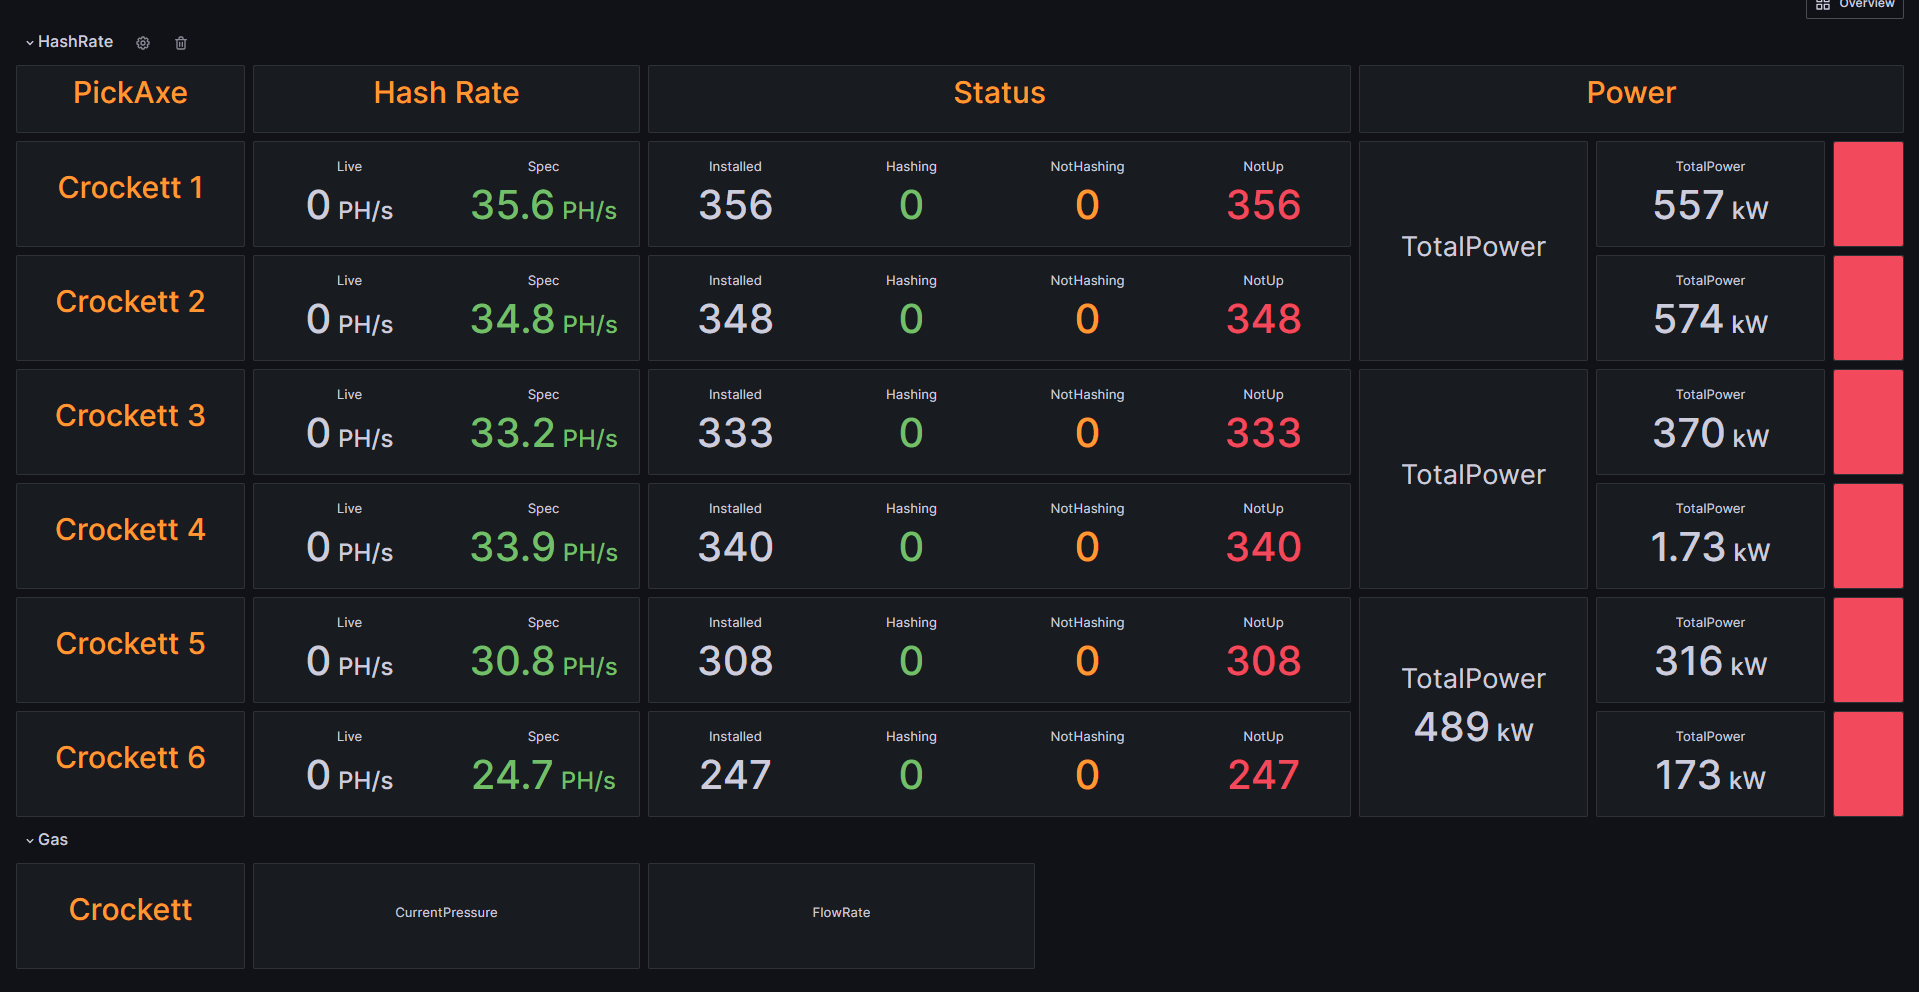 Overview
HashRate
PickAxe Hash Rate Status Power
Crockett 1
Live Spec
0 PH/s 35.6 PH/s
Installed Hashing NotHashing NotUp
356 0 0 356
TotalPower
TotalPower
557 kW
Crockett 2
Live Spec
0 PH/s 34.8 PH/s
Installed Hashing NotHashing NotUp
348 0 0 348
TotalPower
574 kW
Crockett 3
Live Spec
0 PH/s 33.2 PH/s
Installed Hashing NotHashing NotUp
333 0 0 333
TotalPower
TotalPower
370 kW
Crockett 4
Live Spec
0 PH/s 33.9 PH/s
Installed Hashing NotHashing NotUp
340 0 0 340
TotalPower
1.73 kW
Crockett 5
Live Spec
0 PH/s 30.8 PH/s
Installed Hashing NotHashing NotUp
308 0 0 308
TotalPower
489 kW
TotalPower
316 kW
Crockett 6
Live Spec
0 PH/s 24.7 PH/s
Installed Hashing NotHashing NotUp
247 0 0 247
TotalPower
173 kW
Gas
Crockett
CurrentPressure
FlowRate